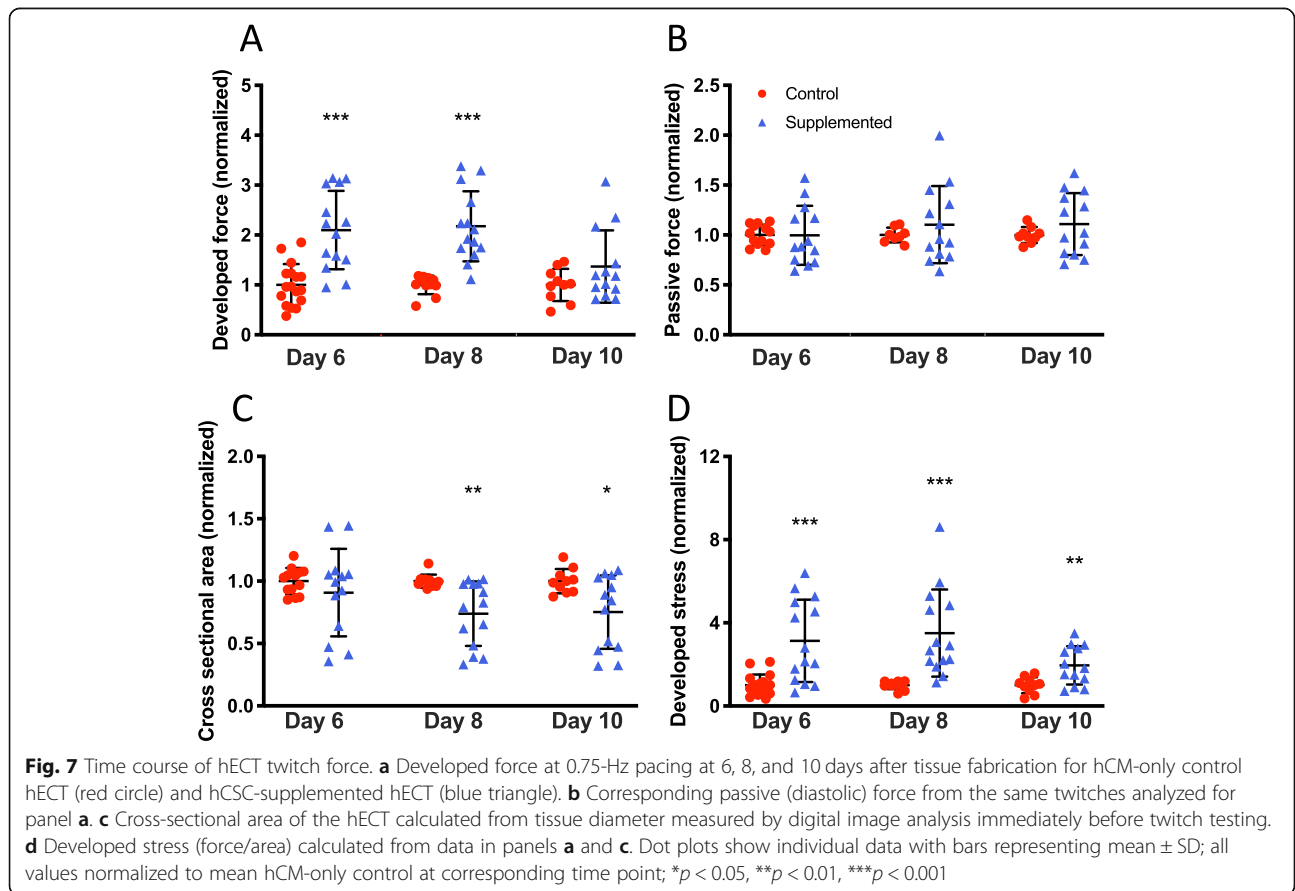 A
Developed force (normalized)
5
4
3
2
1
0
***
***
Day 6
Day 8
Day 10
B
Passive force (normalized)
2.5
2.0
1.5
1.0
0.5
0.0
Control
Supplemented
Day 6
Day 8
Day 10
C
Cross sectional area (normalized)
2.0
1.5
1.0
0.5
0.0
**
*
Day 6
Day 8
Day 10
D
Developed stress (normalized)
12
8
4
0
***
***
**
Day 6
Day 8
Day 10
Fig. 7 Time course of hECT twitch force. a Developed force at 0.75-Hz pacing at 6, 8, and 10 days after tissue fabrication for hCM-only control
hECT (red circle) and hCSC-supplemented hECT (blue triangle). b Corresponding passive (diastolic) force from the same twitches analyzed for
panel a. c Cross-sectional area of the hECT calculated from tissue diameter measured by digital image analysis immediately before twitch testing.
d Developed stress (force/area) calculated from data in panels a and c. Dot plots show individual data with bars representing mean ± SD; all
values normalized to mean hCM-only control at corresponding time point; *p < 0.05, **p < 0.01, ***p < 0.001